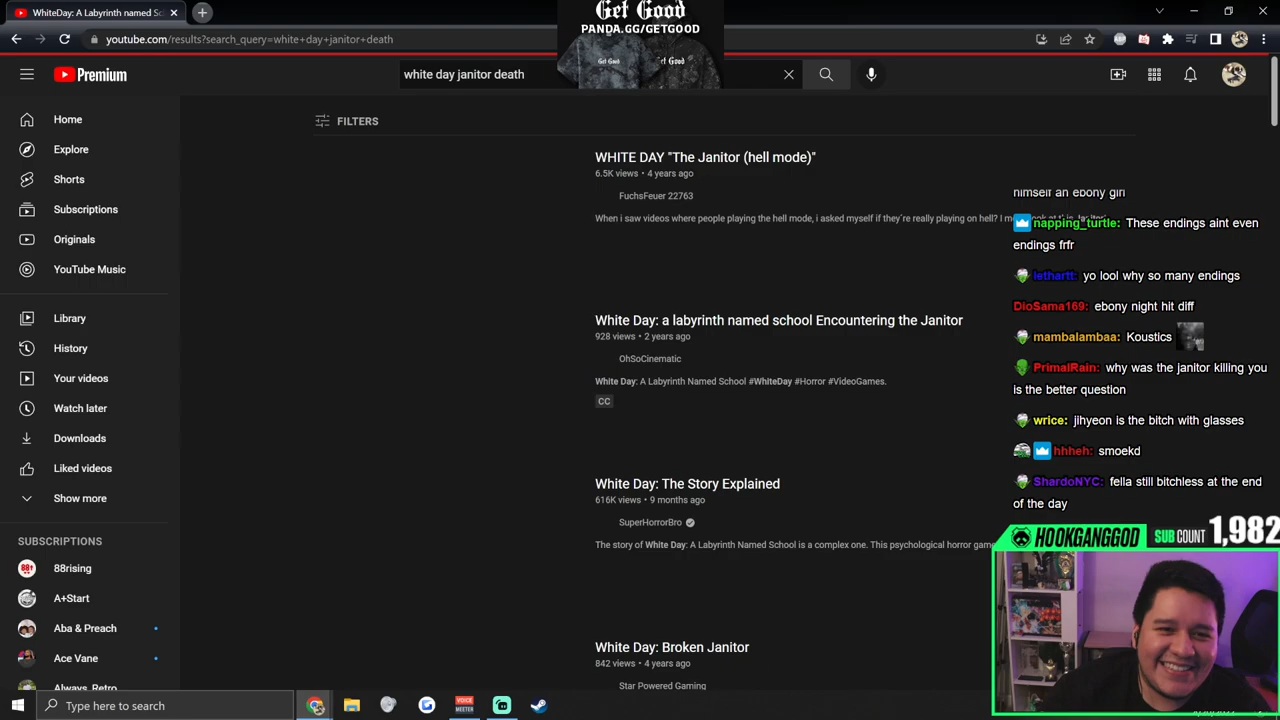 WhiteDay: A Labyrinth named Sc
youtube.com/results?search_query=white+day+janitor+death
Get Good
PANDA.GG/GETGOOD
Get Good
Get Good
Premium
white day janitor death
Home
Explore
Shorts
Subscriptions
Originals
YouTube Music
Library
History
Your videos
Watch later
Downloads
Liked videos
Show more
SUBSCRIPTIONS
88rising
A+Start
Aba & Preach
Ace Vane
Always, Retro
FILTERS
WHITE DAY "The Janitor (hell mode)"
6.5K views • 4 years ago
FuchsFeuer 22763
When i saw videos where people playing the hell mode, i asked myself if they're really playing on hell? I
White Day: a labyrinth named school Encountering the Janitor
928 views • 2 years ago
OhSoCinematic
White Day: A Labyrinth Named School #WhiteDay #Horror #VideoGames.
CC
White Day: The Story Explained
616K views • 9 months ago
SuperHorrorBro
The story of White Day: A Labyrinth Named School is a complex one. This psychological horror game
White Day: Broken Janitor
842 views • 4 years ago
Star Powered Gaming
himself an ebony girl
napping_turtle: These endings aint even
endings frfr
lethartt: yo lool why so many endings
DioSama169: ebony night hit diff
mambalambaa: Koustics
PrimalRain: why was the janitor killing you
is the better question
wrice: jihyeon is the bitch with glasses
hhheh: smoekd
ShardoNYC: fella still bitchless at the end
of the day
HOOKGANGGOD SUB COUNT 1,982
Type here to search
VOICE
MEETER